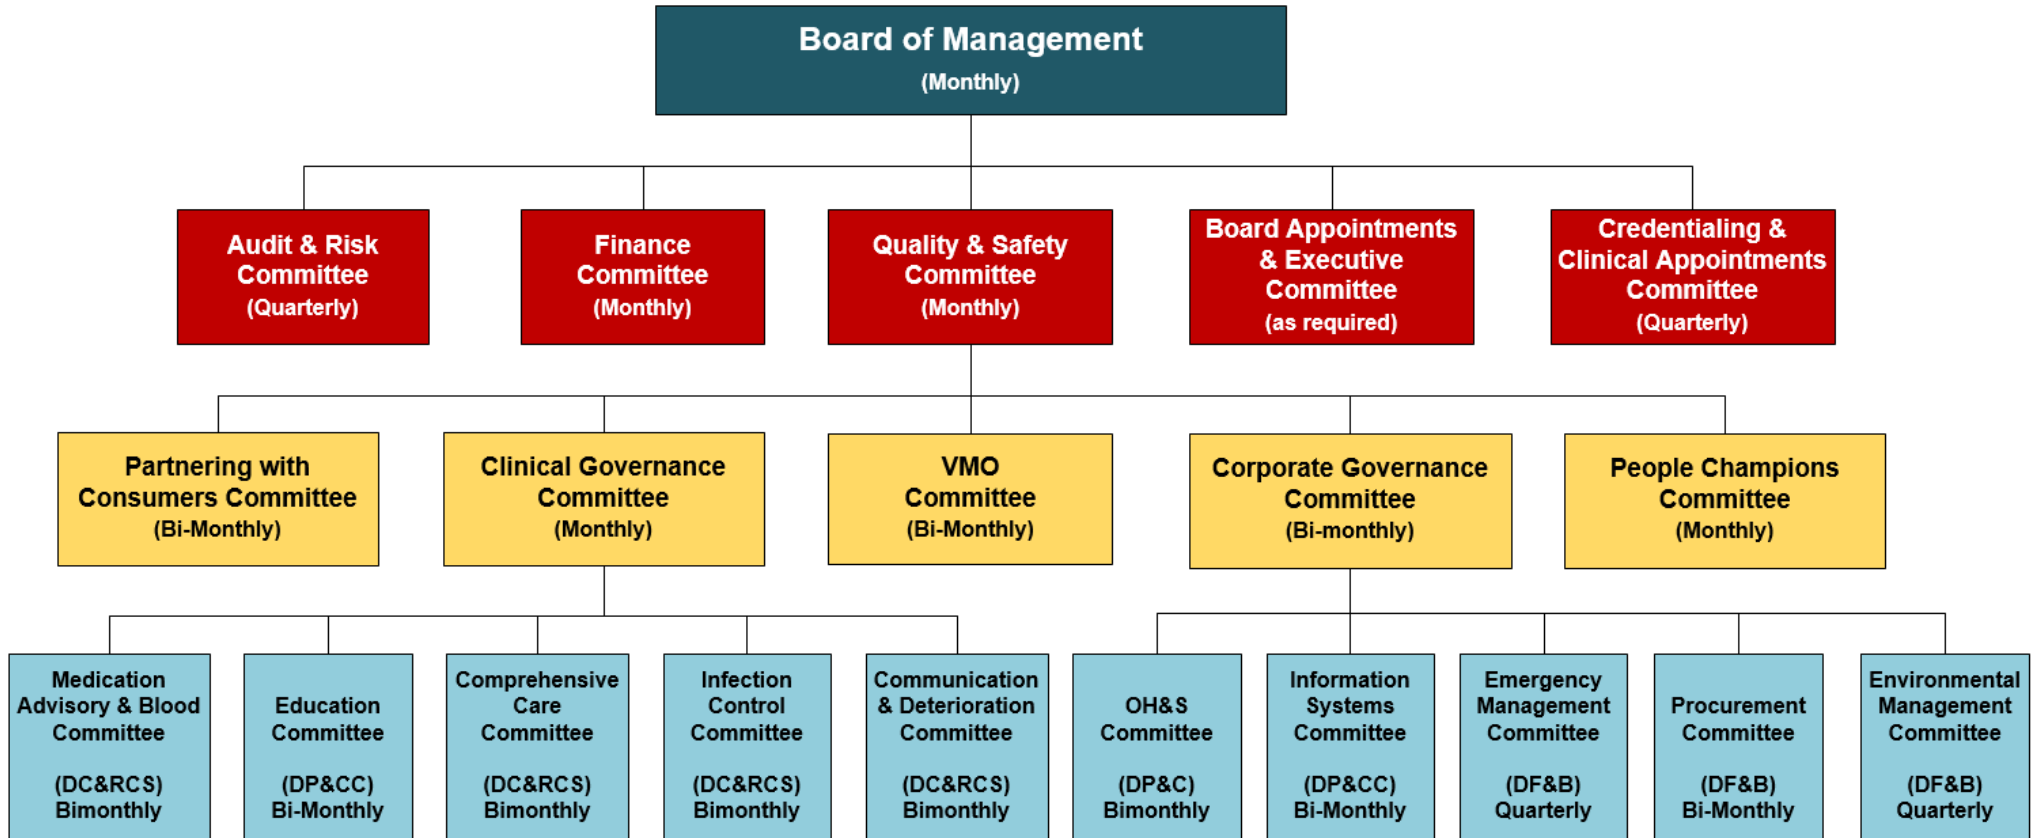 Board of Management
(Monthly)
Audit & Risk
Committee
(Quarterly)
Finance
Committee
(Monthly)
Quality & Safety
Committee
(Monthly)
Board Appointments
& Executive
Committee
(as required)
Credentialing &
Clinical Appointments
Committee
(Quarterly)
Partnering with
Consumers Committee
(Bi-Monthly)
Clinical Governance
Committee
(Monthly)
VMO
Committee
(Bi-Monthly)
Corporate Governance
Committee
(Bi-monthly)
People Champions
Committee
(Monthly)
Medication
Advisory & Blood
Committee
(DC&RCS)
Bimonthly
Education
Committee
(DP&CC)
Bi-Monthly
Comprehensive
Care
Committee
(DC&RCS)
Bimonthly
Infection
Control
Committee
(DC&RCS)
Bimonthly
Communication
& Deterioration
Committee
(DC&RCS)
Bimonthly
OH&S
Committee
(DP&C)
Bimonthly
Information
Systems
Committee
(DP&CC)
Bi-Monthly
Emergency
Management
Committee
(DF&B)
Quarterly
Procurement
Committee
(DF&B)
Bi-Monthly
Environmental
Management
Committee
(DF&B)
Quarterly